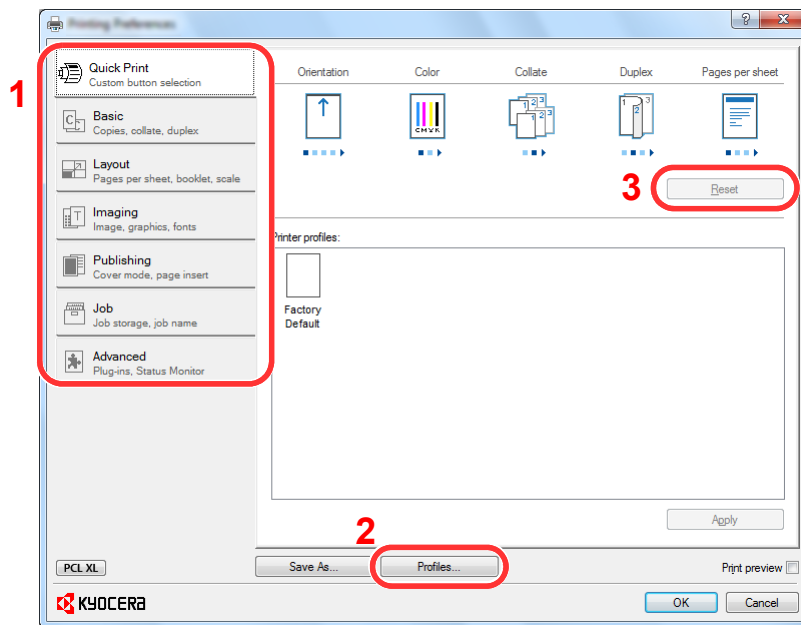 Printing Preferences
?
X
1
Quick Print
Custom button selection
Basic
Copies, collate, duplex
Layout
Pages per sheet, booklet, scale
Imaging
Image, graphics, fonts
Publishing
Cover mode, page insert
Job
Job storage, job name
Advanced
Plug-ins, Status Monitor
Orientation Color Collate Duplex Pages per sheet
CMYK
3
Reset
Printer profiles:
Factory
Default
Apply
2
PCL XL Save As... Profiles... Print preview
KYOCERA OK Cancel